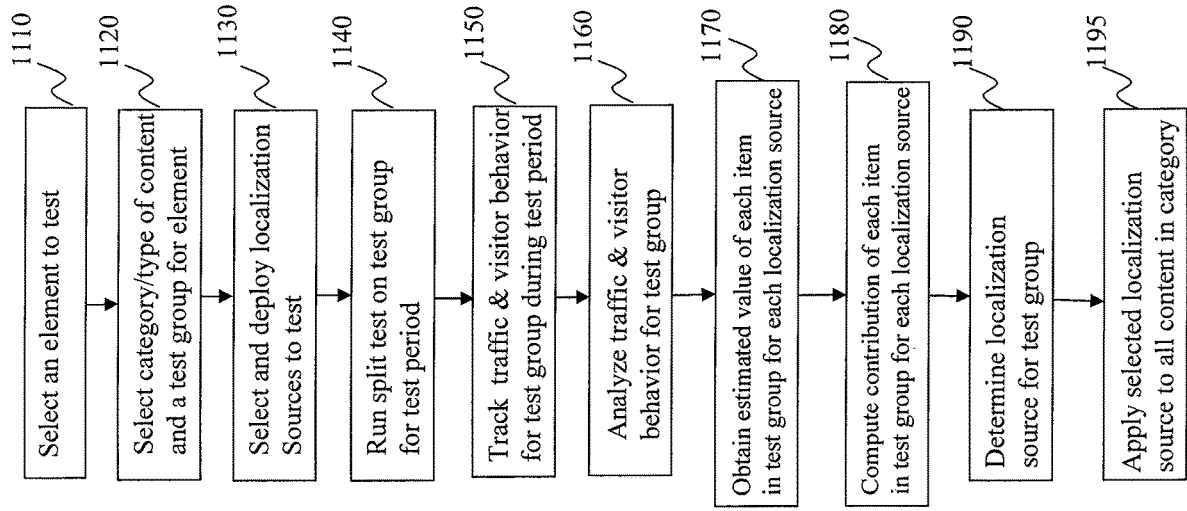 1110
Select an element to test
1120
Select category/type of content
and a test group for element
1130
Select and deploy localization
Sources to test
1140
Run split test on test group
for test period
1150
Track traffic & visitor behavior
for test group during test period
1160
Analyze traffic & visitor
behavior for test group
1170
Obtain estimated value of each item
in test group for each localization source
1180
Compute contribution of each item
in test group for each localization source
1190
Determine localization
source for test group
1195
Apply selected localization
source to all content in category